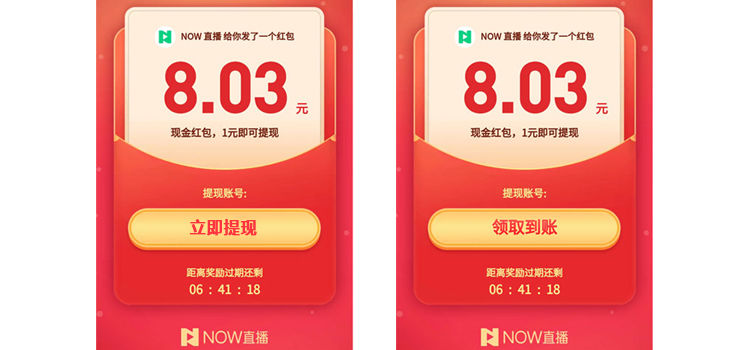 NOW 直播 给你发了一个红包
8.03 元
现金红包，1元即可提现
提现账号:
立即提现
距离奖励过期还剩
06 : 41 : 18
NOW直播
NOW 直播 给你发了一个红包
8.03 元
现金红包，1元即可提现
提现账号:
领取到账
距离奖励过期还剩
06 : 41 : 18
NOW直播